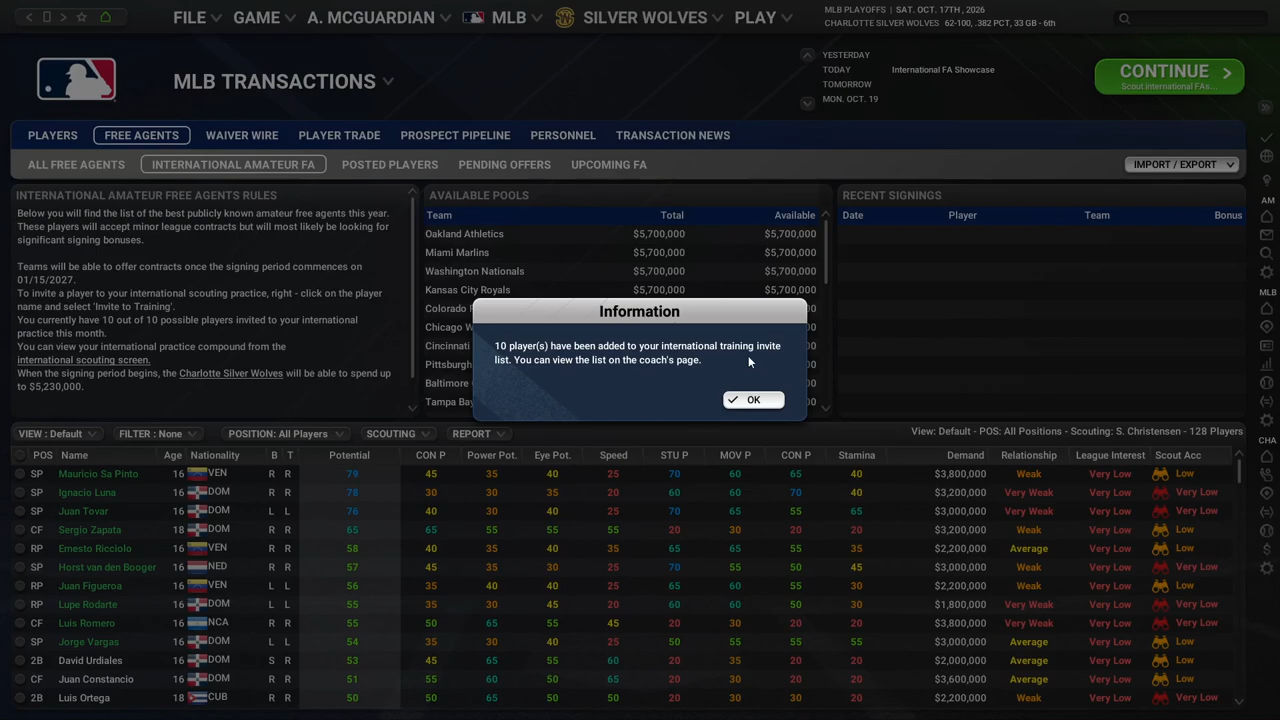 FILE GAME A. MCGUARDIAN MLB SILVER WOLVES PLAY
MLB PLAYOFFS | SAT. OCT. 17TH, 2026
CHARLOTTE SILVER WOLVES 62-100, .382 PCT, 33 GB - 6th
MLB TRANSACTIONS
YESTERDAY
TODAY International FA Showcase
TOMORROW
MON. OCT. 19
CONTINUE
Scout International FAs...
PLAYERS FREE AGENTS WAIVER WIRE PLAYER TRADE PROSPECT PIPELINE PERSONNEL TRANSACTION NEWS
ALL FREE AGENTS INTERNATIONAL AMATEUR FA POSTED PLAYERS PENDING OFFERS UPCOMING FA IMPORT / EXPORT
INTERNATIONAL AMATEUR FREE AGENTS RULES
Below you will find the list of the best publicly known amateur free agents this year.
These players will accept minor league contracts but will most likely be looking for
significant signing bonuses.
Teams will be able to offer contracts once the signing period commences on
01/15/2027.
To invite a player to your international scouting practice, right - click on the player
name and select 'Invite to Training'.
You currently have 10 out of 10 possible players invited to your international
practice this month.
You can view your international practice compound from the
international scouting screen.
When the signing period begins, the Charlotte Silver Wolves will be able to spend up
to $5,230,000.
AVAILABLE POOLS
Team Total Available
Oakland Athletics $5,700,000 $5,700,000
Miami Marlins $5,700,000 $5,700,000
Washington Nationals $5,700,000 $5,700,000
Kansas City Royals $5,700,000 $5,700,000
Colorado
Chicago W
Cincinnati
Pittsburgh
Baltimore
Tampa Bay
RECENT SIGNINGS
Date Player Team Bonus
Information
10 player(s) have been added to your international training invite
list. You can view the list on the coach's page.
OK
VIEW : Default FILTER : None POSITION: All Players SCOUTING REPORT View: Default - POS: All Positions - Scouting: S. Christensen - 128 Players
POS Name Age Nationality B T Potential CON P Power Pot. Eye Pot. Speed STU P MOV P CON P Stamina Demand Relationship League Interest Scout Acc
SP Mauricio Sa Pinto 16 VEN R R 79 45 35 40 25 70 60 65 40 $3,800,000 Weak Very Low Low
SP Ignacio Luna 16 DOM R R 78 30 30 35 20 60 60 70 40 $3,200,000 Very Weak Very Low Very Low
SP Juan Tovar 16 DOM L L 76 40 35 40 25 65 60 55 65 $3,000,000 Very Weak Very Low Very Low
CF Sergio Zapata 18 DOM R R 65 65 55 55 55 20 30 20 20 $3,200,000 Weak Very Low Low
RP Ernesto Ricciolo 16 VEN R R 58 40 35 40 35 65 65 55 35 $2,200,000 Average Very Low Low
SP Horst van den Booger 16 NED R R 57 40 35 30 25 70 55 50 45 $3,000,000 Weak Very Low Very Low
RP Juan Figueroa 16 VEN L L 56 35 40 40 25 60 60 55 30 $2,200,000 Weak Very Low Low
RP Lupe Rodarte 16 DOM L L 55 35 30 45 20 60 60 50 30 $1,800,000 Very Weak Very Low Very Low
CF Luis Romero 16 NCA R R 55 50 65 55 45 20 30 20 20 $3,800,000 Very Weak Very Low Very Low
SP Jorge Vargas 16 DOM L L 54 35 30 40 25 50 55 55 55 $3,000,000 Average Very Low Low
2B David Urdiales 16 DOM S R 53 45 65 55 60 20 35 20 20 $2,000,000 Average Very Low Low
CF Juan Constancio 16 DOM R R 51 55 60 65 50 20 30 20 20 $3,600,000 Average Very Low Low
2B Luis Ortega 18 CUB R R 50 50 65 50 50 20 30 30 20 $2,200,000 Weak Very Low Very Low
AM
MLB
CHA